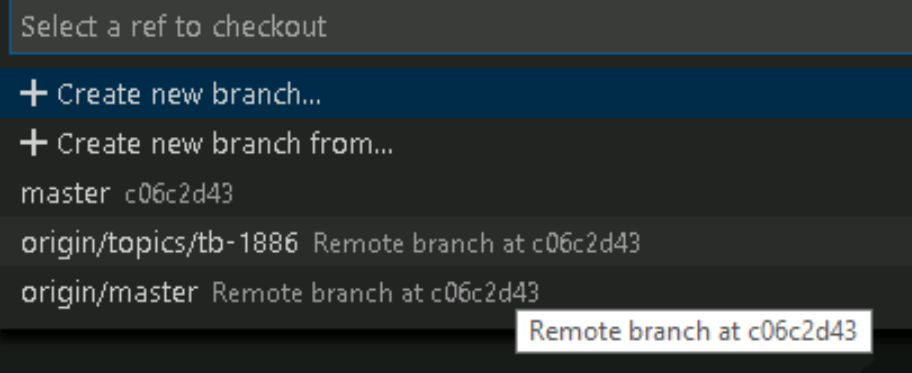 Select a ref to checkout
+ Create new branch...
+ Create new branch from...
master c06c2d43
origin/topics/tb-1886 Remote branch at c06c2d43
origin/master Remote branch at c06c2d43
Remote branch at c06c2d43